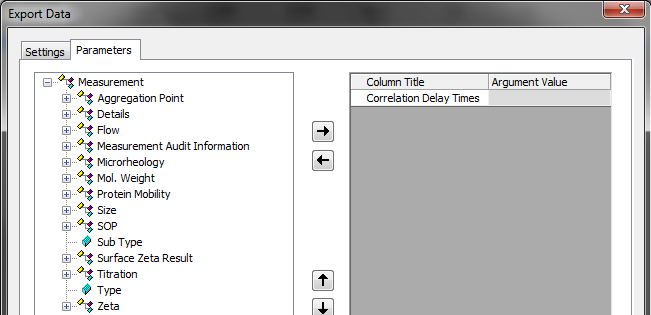 Export Data
Settings
Parameters
Measurement
Aggregation Point
Details
Flow
Measurement Audit Information
Microrheology
Mol. Weight
Protein Mobility
Size
SOP
Sub Type
Surface Zeta Result
Titration
Type
Zeta
Column Title Argument Value
Correlation Delay Times